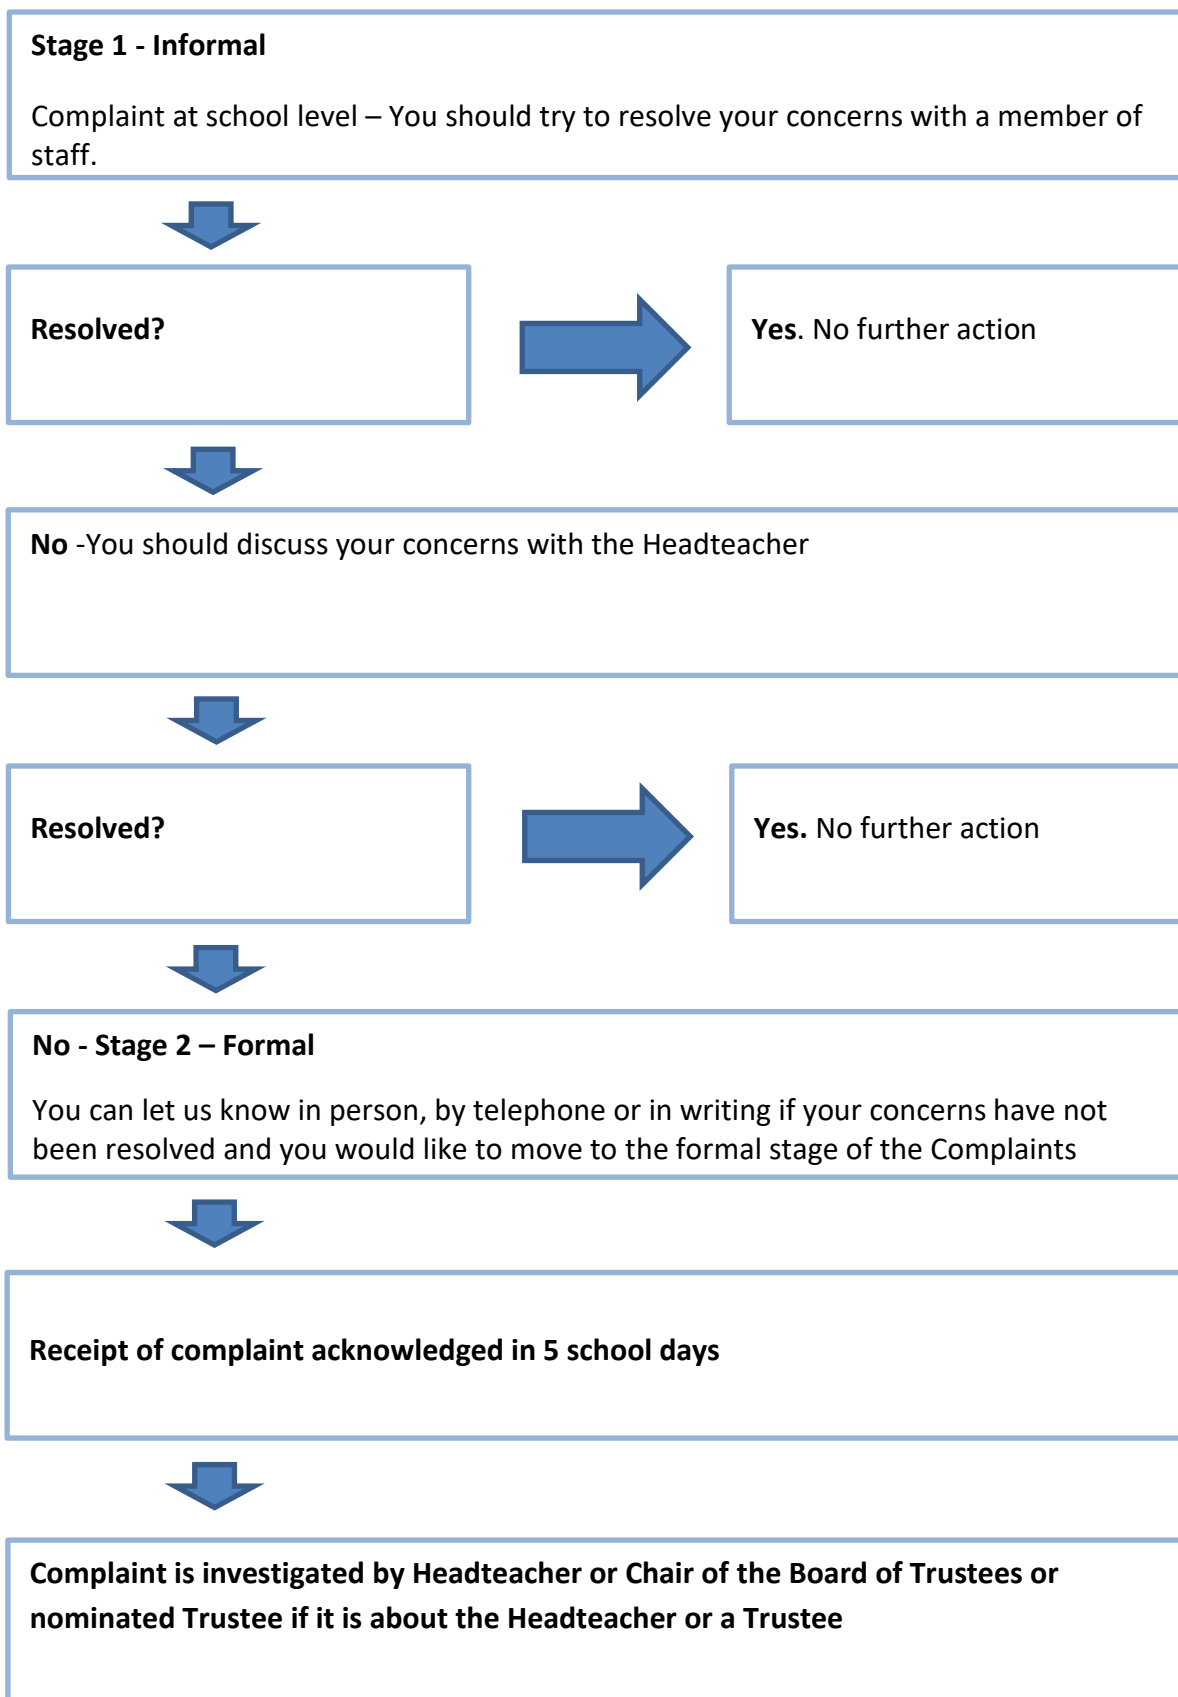 Stage 1 - Informal
Complaint at school level – You should try to resolve your concerns with a member of
staff.
Resolved?
Yes. No further action
No -You should discuss your concerns with the Headteacher
Resolved?
Yes. No further action
No - Stage 2 – Formal
You can let us know in person, by telephone or in writing if your concerns have not
been resolved and you would like to move to the formal stage of the Complaints
Receipt of complaint acknowledged in 5 school days
Complaint is investigated by Headteacher or Chair of the Board of Trustees or
nominated Trustee if it is about the Headteacher or a Trustee